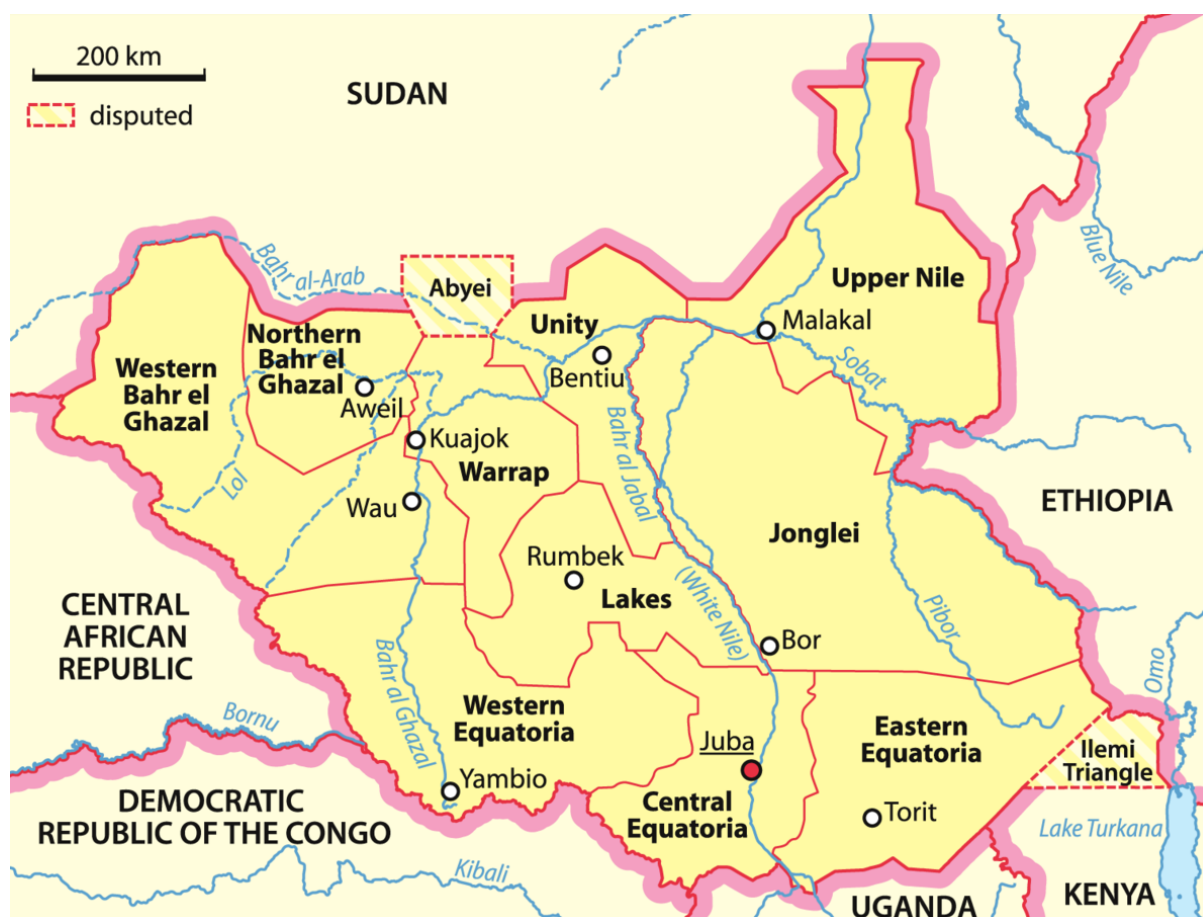 200 km
disputed
SUDAN
Bahr
al-Arab
Abyei
Blue Nile
Upper Nile
Unity
Malakal
Northern
Bahr el
Ghazal
Western
Bahr el
Ghazal
Bentiu
Sobat
Aweil
Kuajok
Warrap
Bahr al Jabal
Lol
Wau
ETHIOPIA
Jonglei
Rumbek
Lakes
(White Nile)
Pibor
CENTRAL
AFRICAN
REPUBLIC
Bor
Omo
Bahr al Ghazal
Western
Equatoria
Bornu
Eastern
Equatoria
Juba
Ilemi
Triangle
Yambio
DEMOCRATIC
REPUBLIC OF THE CONGO
Central
Equatoria
Torit
Lake Turkana
Kibali
UGANDA
KENYA